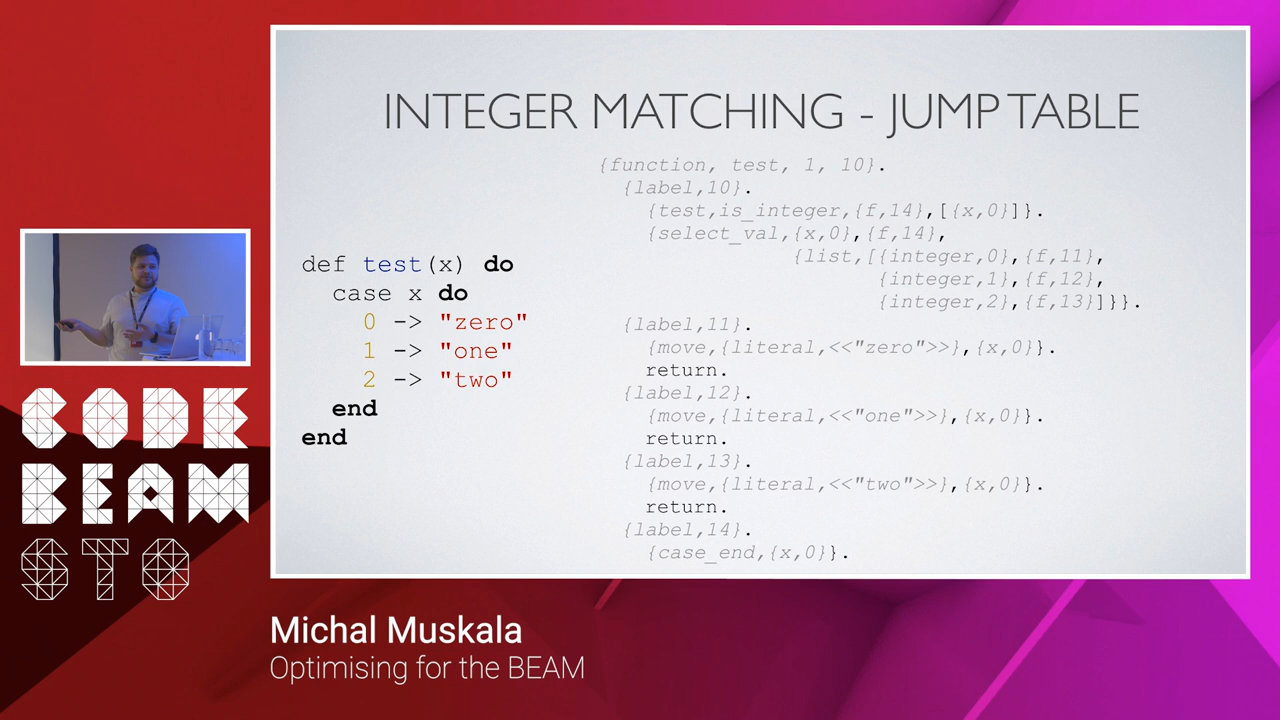 INTEGER MATCHING - JUMP TABLE
def test(x) do
case x do
0 -> "zero"
1 -> "one"
2 -> "two"
end
end
{function, test, 1, 10}.
{label,10}.
{test,is_integer,{f,14},[{x,0}]}.
{select_val,{x,0},{f,14},
{list,[{integer,0},{f,11},
{integer,1},{f,12},
{integer,2},{f,13}]}}.
{label,11}.
{move,{literal,<<"zero">>},{x,0}}.
return.
{label,12}.
{move,{literal,<<"one">>},{x,0}}.
return.
{label,13}.
{move,{literal,<<"two">>},{x,0}}.
return.
{label,14}.
{case_end,{x,0}}.
CODE
BEAM
STO
Michal Muskala
Optimising for the BEAM